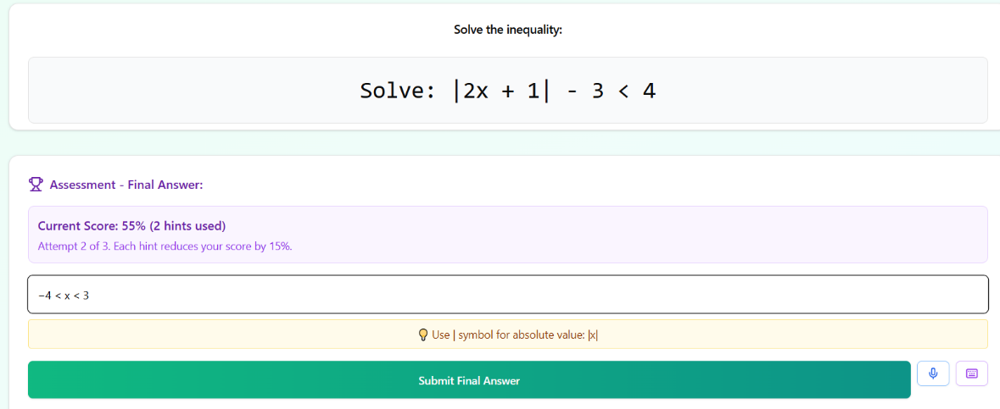 Solve the inequality:
Solve: |2x + 1| - 3 < 4
Assessment - Final Answer:
Current Score: 55% (2 hints used)
Attempt 2 of 3. Each hint reduces your score by 15%.
−4 < x < 3
Use | symbol for absolute value: |x|
Submit Final Answer